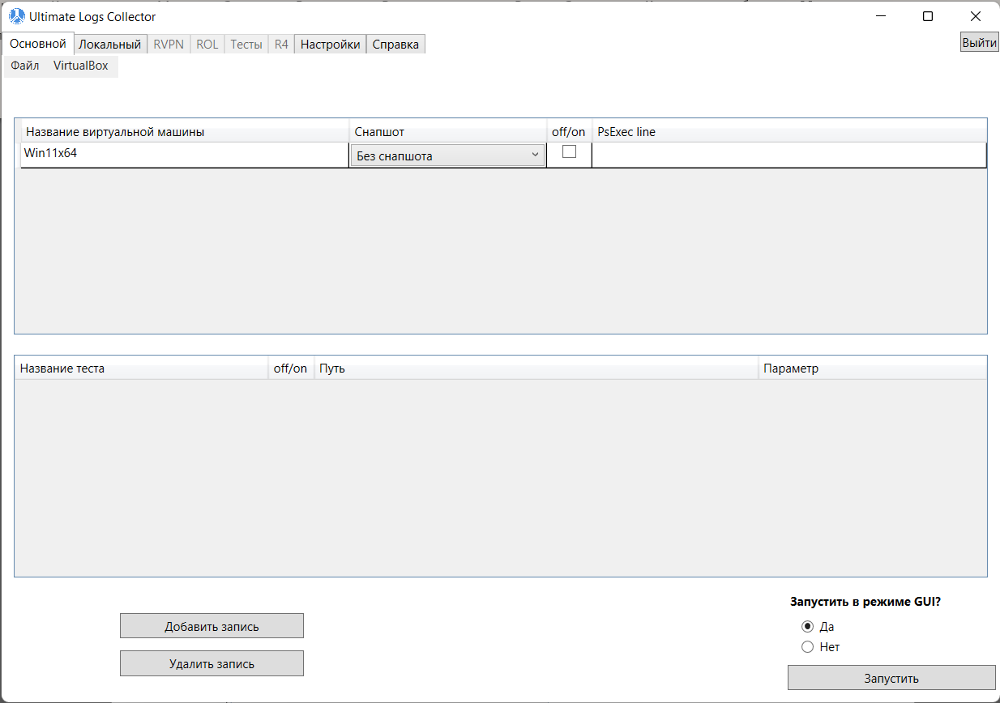 Ultimate Logs Collector
Основной Локальный RVPN ROL Тесты R4 Настройки Справка Выйти
Файл VirtualBox
Название виртуальной машины Снапшот off/on PsExec line
Win11x64 Без снапшота
Название теста off/on Путь Параметр
Запустить в режиме GUI?
Добавить запись Да
Нет
Удалить запись
Запустить